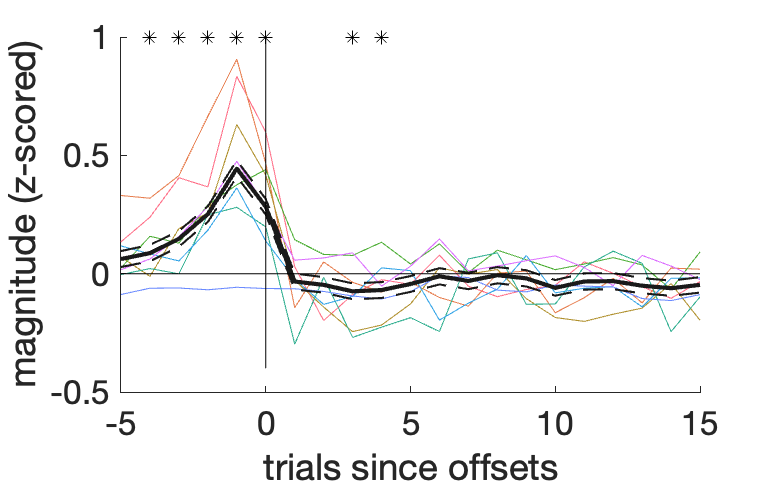 magnitude (z-scored)
1
0.5
0
-0.5
* * * * * * *
-5 0 5 10 15
trials since offsets